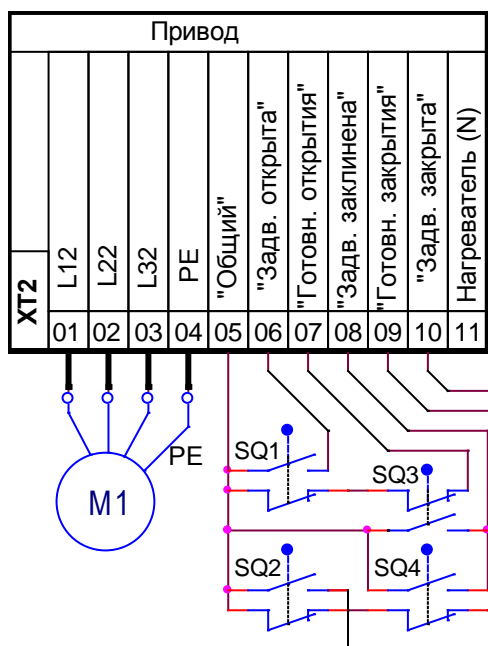 Привод
XT2
L12
L22
L32
PE
"Общий"
"Задв. открыта"
"Готовн. открытия"
"Задв. заклинена"
"Готовн. закрытия"
"Задв. закрыта"
Нагреватель (N)
01 02 03 04 05 06 07 08 09 10 11
PE
M1
SQ1
SQ3
SQ2
SQ4